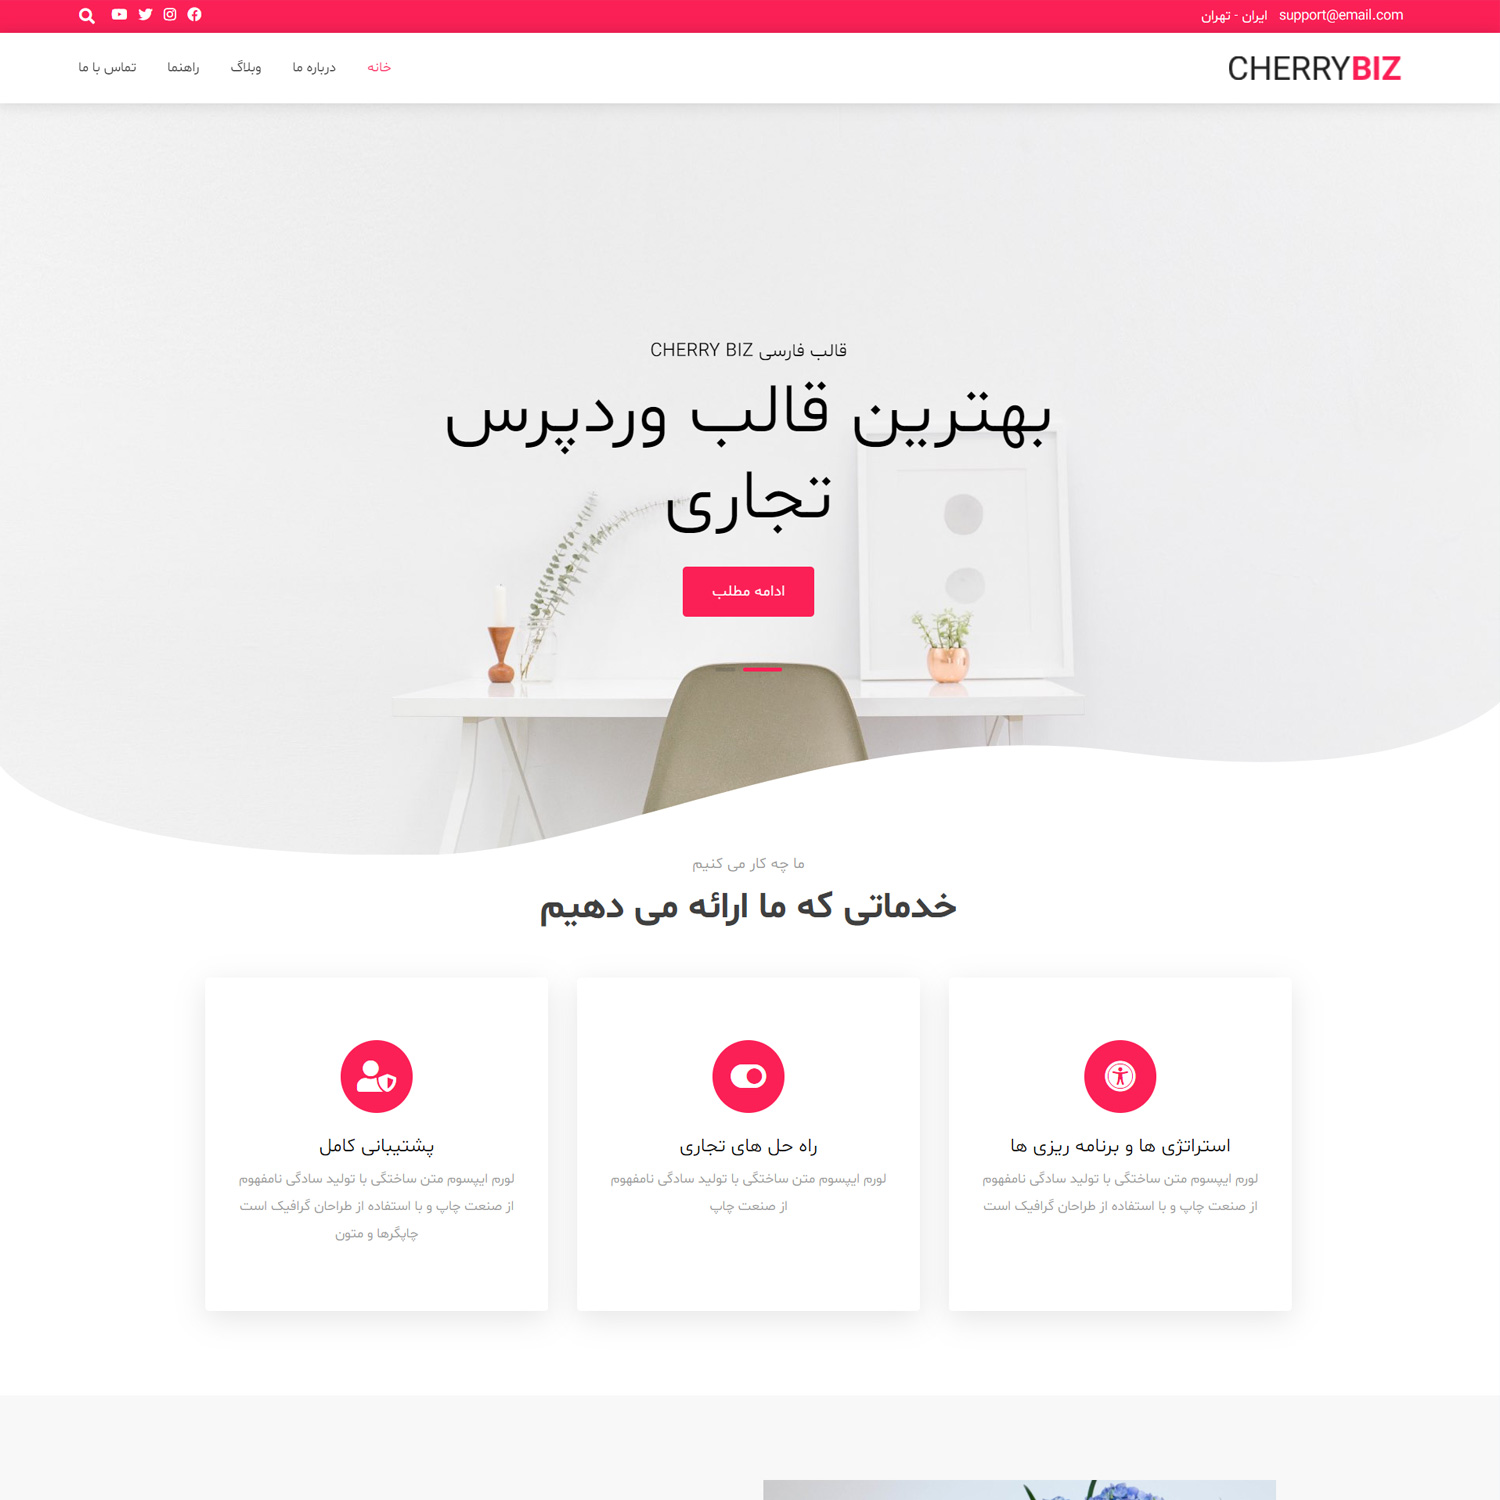 support@email.com
ایران - تهران
CHERRYBIZ
خانه
درباره ما
وبلاگ
راهنما
تماس با ما
قالب فارسی CHERRY BIZ
بهترین قالب وردپرس
تجاری
ادامه مطلب
ما چه کار می کنیم
خدماتی که ما ارائه می دهیم
استراتژی ها و برنامه ریزی ها
لورم ایپسوم متن ساختگی با تولید سادگی نامفهوم
از صنعت چاپ و با استفاده از طراحان گرافیک است
راه حل های تجاری
لورم ایپسوم متن ساختگی با تولید سادگی نامفهوم
از صنعت چاپ
پشتیبانی کامل
لورم ایپسوم متن ساختگی با تولید سادگی نامفهوم
از صنعت چاپ و با استفاده از طراحان گرافیک است
چاپگرها و متون